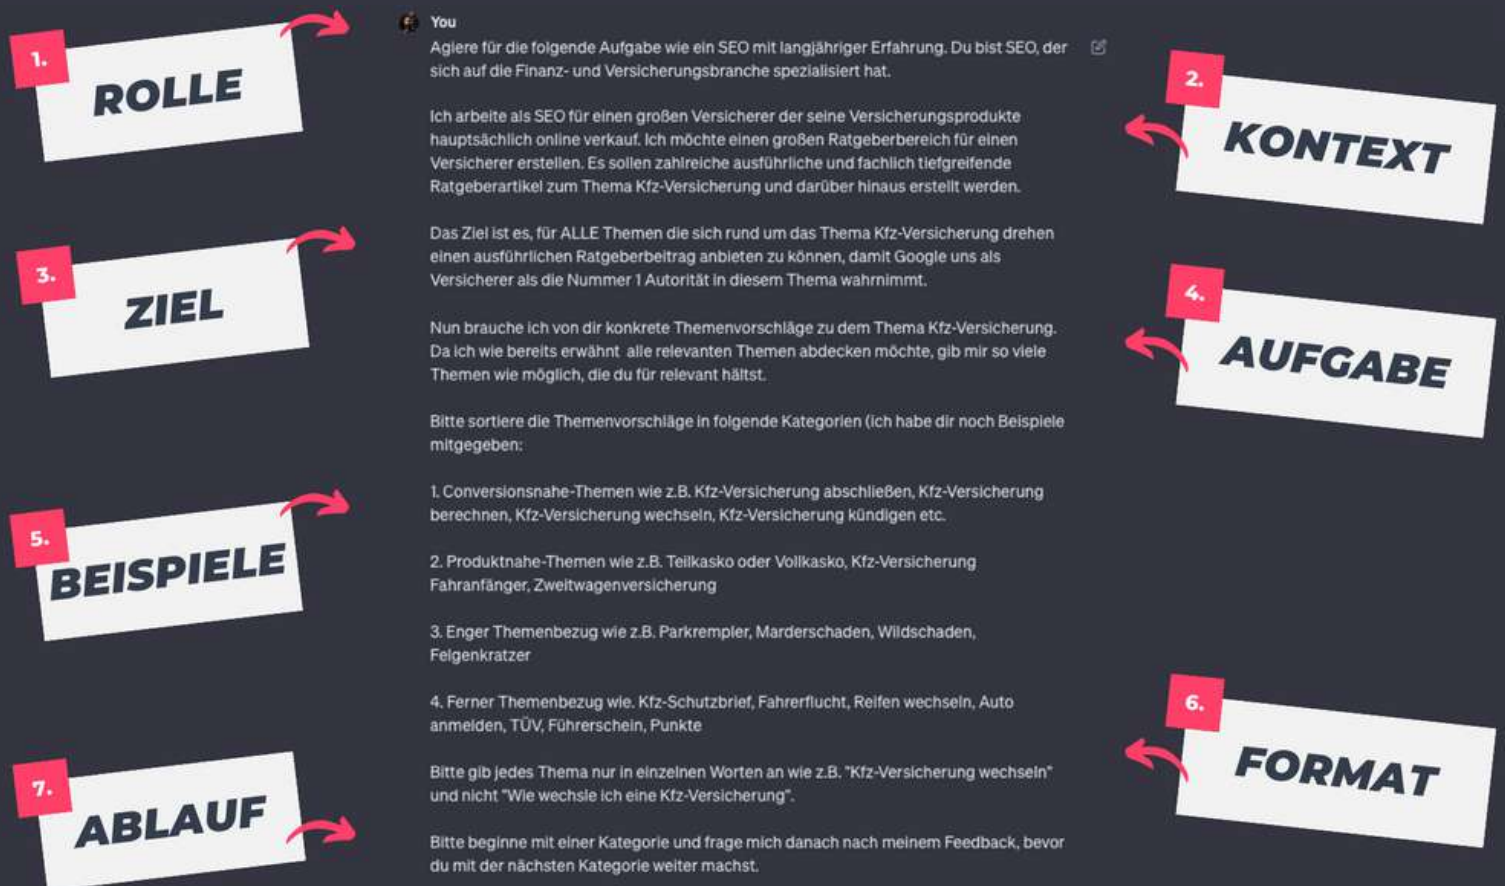 1.
ROLLE
2.
KONTEXT
3.
ZIEL
4.
AUFGABE
5.
BEISPIELE
6.
FORMAT
7.
ABLAUF
You
Agiere für die folgende Aufgabe wie ein SEO mit langjähriger Erfahrung. Du bist SEO, der
sich auf die Finanz- und Versicherungsbranche spezialisiert hat.
Ich arbeite als SEO für einen großen Versicherer der seine Versicherungsprodukte
hauptsächlich online verkauf. Ich möchte einen großen Ratgeberbereich für einen
Versicherer erstellen. Es sollen zahlreiche ausführliche und fachlich tiefgreifende
Ratgeberartikel zum Thema Kfz-Versicherung und darüber hinaus erstellt werden.
Das Ziel ist es, für ALLE Themen die sich rund um das Thema Kfz-Versicherung drehen
einen ausführlichen Ratgeberbeitrag anbieten zu können, damit Google uns als
Versicherer als die Nummer 1 Autorität in diesem Thema wahrnimmt.
Nun brauche ich von dir konkrete Themenvorschläge zu dem Thema Kfz-Versicherung.
Da ich wie bereits erwähnt alle relevanten Themen abdecken möchte, gib mir so viele
Themen wie möglich, die du für relevant hältst.
Bitte sortiere die Themenvorschläge in folgende Kategorien (ich habe dir noch Beispiele
mitgegeben:
1. Conversionsnahe-Themen wie z.B. Kfz-Versicherung abschließen, Kfz-Versicherung
berechnen, Kfz-Versicherung wechseln, Kfz-Versicherung kündigen etc.
2. Produktnahe-Themen wie z.B. Teilkasko oder Vollkasko, Kfz-Versicherung
Fahranfänger, Zweitwagenversicherung
3. Enger Themenbezug wie z.B. Parkrempler, Marderschaden, Wildschaden,
Felgenkratzer
4. Ferner Themenbezug wie. Kfz-Schutzbrief, Fahrerflucht, Reifen wechseln, Auto
anmelden, TÜV, Führerschein, Punkte
Bitte gib jedes Thema nur in einzelnen Worten an wie z.B. "Kfz-Versicherung wechseln"
und nicht "Wie wechsle ich eine Kfz-Versicherung".
Bitte beginne mit einer Kategorie und frage mich danach nach meinem Feedback, bevor
du mit der nächsten Kategorie weiter machst.